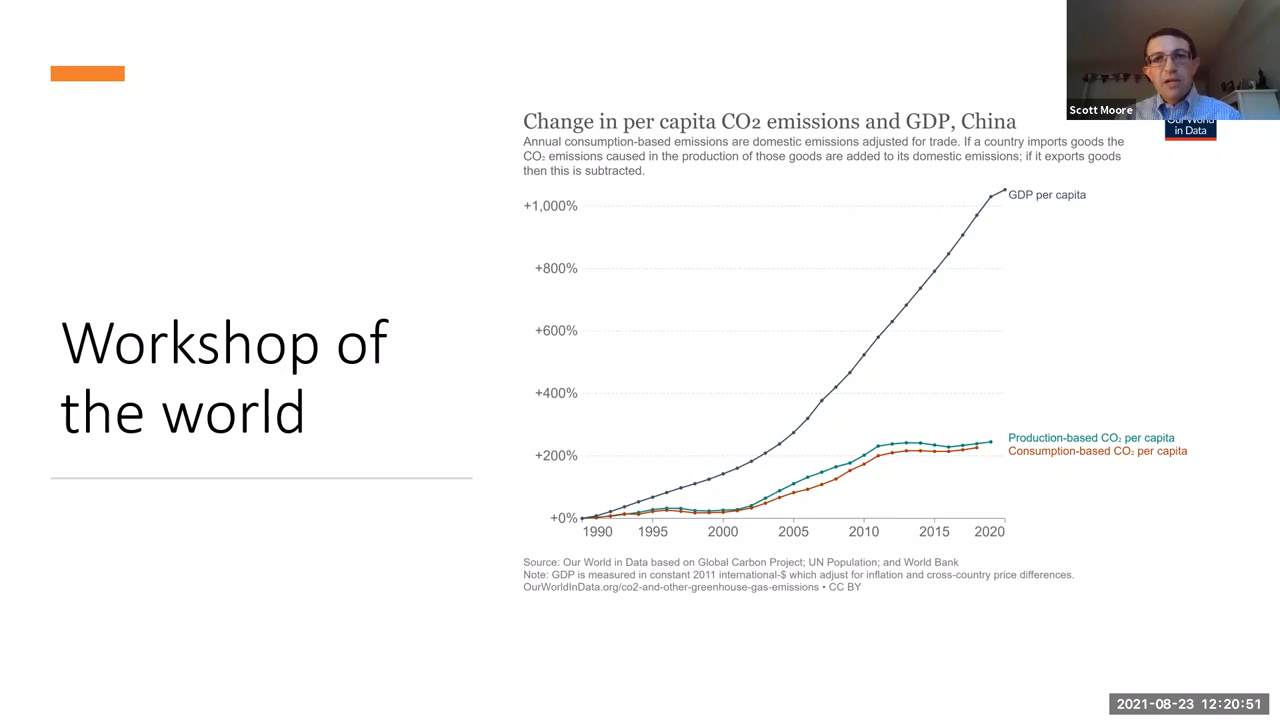 Scott Moore
Our World
in Data
Change in per capita CO2 emissions and GDP, China
Annual consumption-based emissions are domestic emissions adjusted for trade. If a country imports goods the
CO₂ emissions caused in the production of those goods are added to its domestic emissions; if it exports goods
then this is subtracted.
Workshop of
the world
+1,000%
+800%
+600%
+400%
+200%
+0%
GDP per capita
Production-based CO₂ per capita
Consumption-based CO₂ per capita
1990 1995 2000 2005 2010 2015 2020
Source: Our World in Data based on Global Carbon Project; UN Population; and World Bank
Note: GDP is measured in constant 2011 international-$ which adjust for inflation and cross-country price differences.
OurWorldInData.org/co2-and-other-greenhouse-gas-emissions • CC BY
2021-08-23 12:20:51